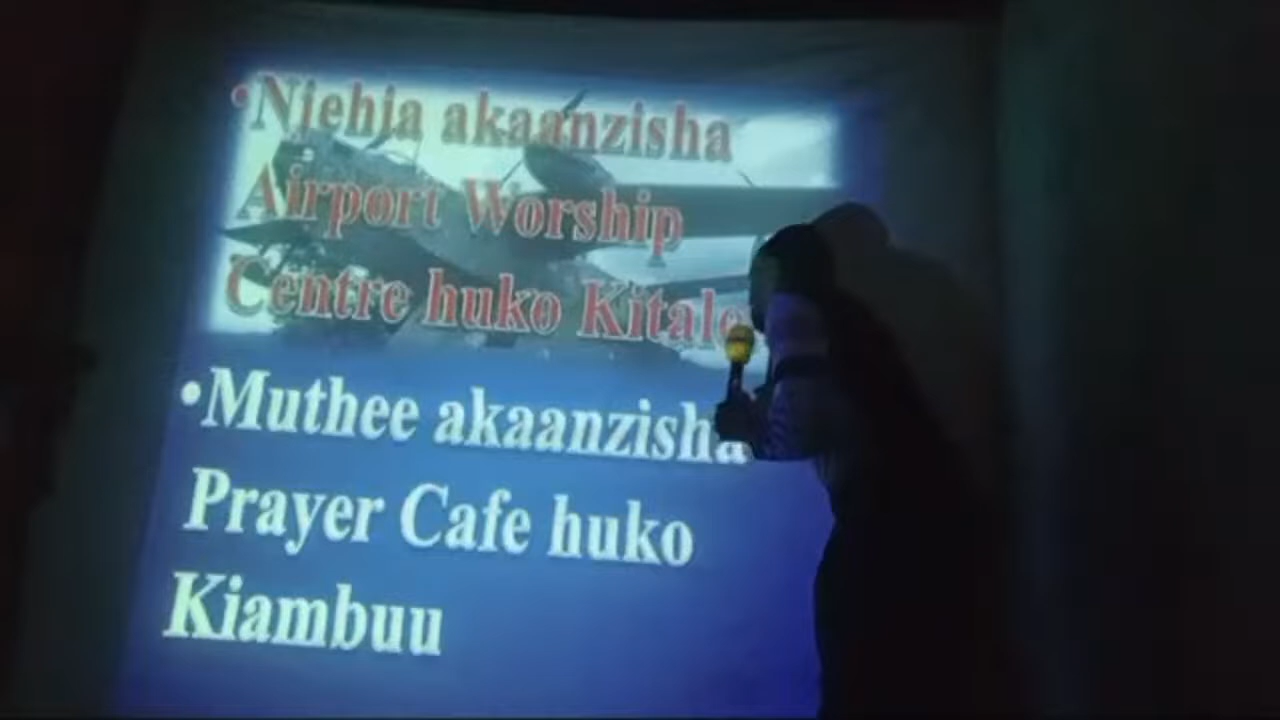 •Njehia akaanzisha
Airport Worship
Centre huko Kitale
•Muthee akaanzisha
Prayer Cafe huko
Kiambuu